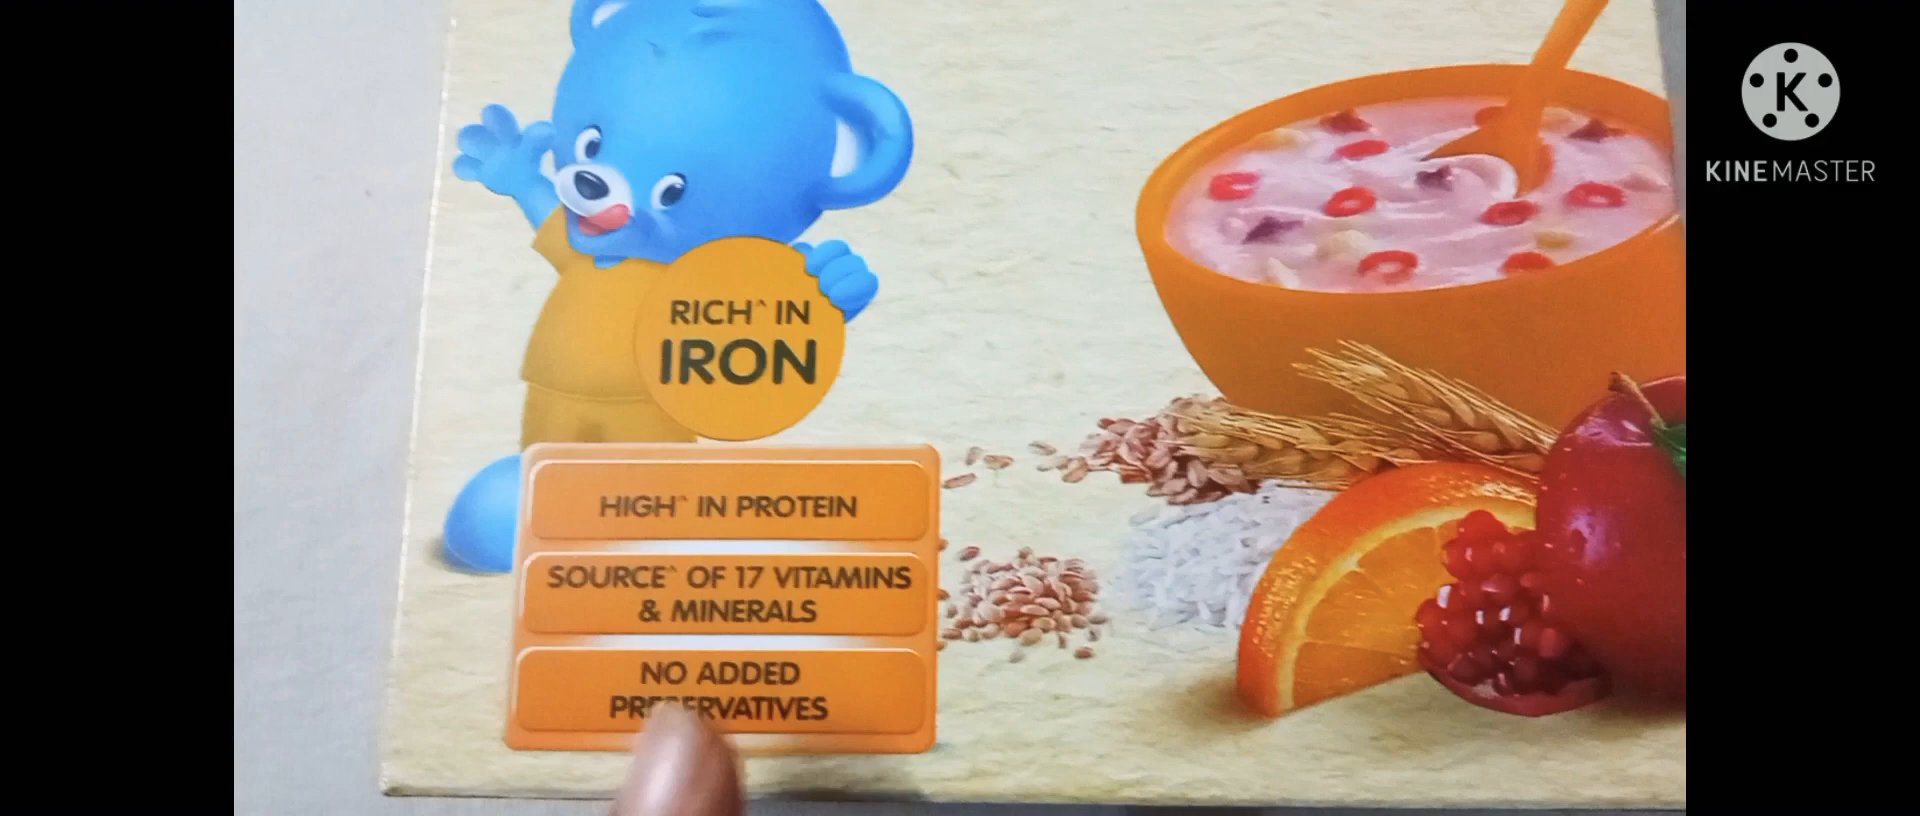 RICH^ IN
IRON
HIGH^ IN PROTEIN
SOURCE^ OF 17 VITAMINS
& MINERALS
NO ADDED
PRESERVATIVES
K
KINEMASTER